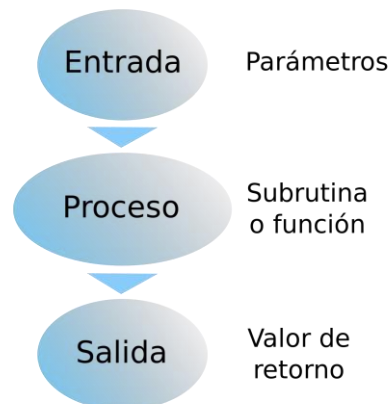 Entrada
Parámetros
Proceso
Subrutina
o función
Salida
Valor de
retorno